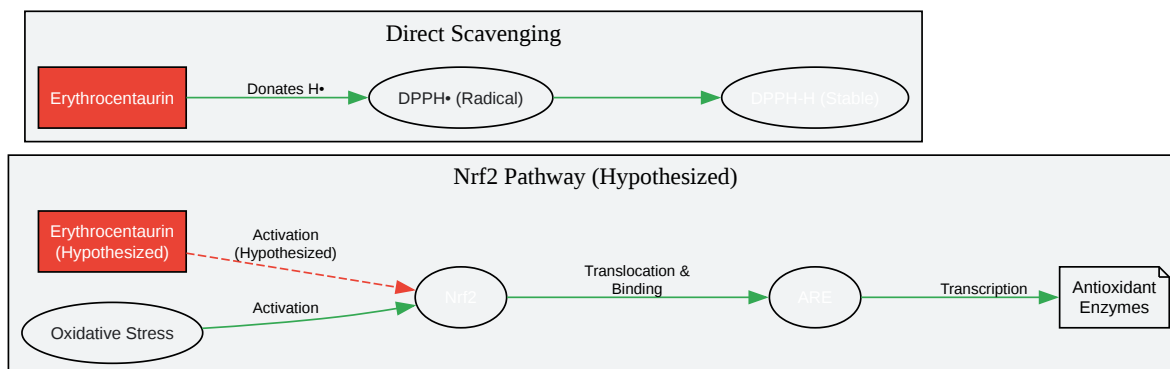 Direct Scavenging
Erythrocentaurin
Donates H•
DPPH• (Radical)
DPPH-H (Stable)
Nrf2 Pathway (Hypothesized)
Erythrocentaurin
(Hypothesized)
Activation
(Hypothesized)
Oxidative Stress
Activation
Nrf2
Translocation &
Binding
ARE
Transcription
Antioxidant
Enzymes